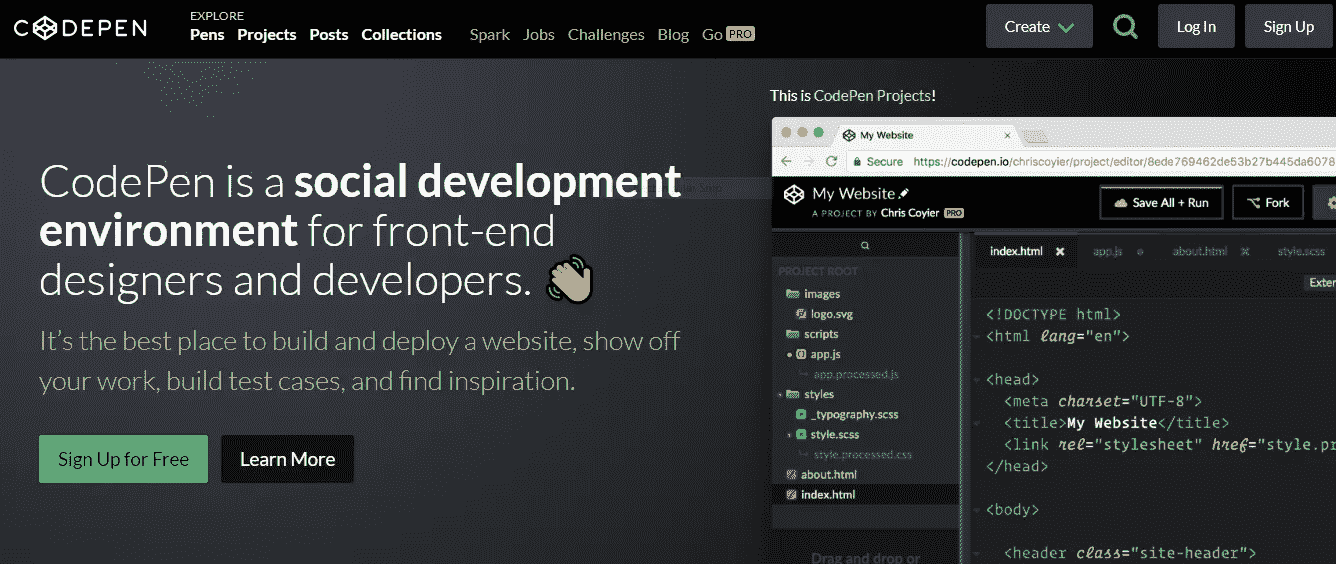 CODEPEN
EXPLORE
Pens Projects Posts Collections Spark Jobs Challenges Blog Go PRO
Create
Log In
Sign Up
CodePen is a social development
environment for front-end
designers and developers.
It's the best place to build and deploy a website, show off
your work, build test cases, and find inspiration.
Sign Up for Free
Learn More
This is CodePen Projects!
My Website
Secure https://codepen.io/chriscoyier/project/editor/8ede769462de53b27b445da6078
My Website
A PROJECT BY Chris Coyier PRO
Save All + Run
Fork
PROJECT ROOT
images
logo.svg
scripts
app.js
app.processed.js
styles
_typography.scss
style.scss
style.processed.css
about.html
index.html
Drag and drop or
index.html app.js about.html style.scss
Exter
<!DOCTYPE html>
<html lang="en">
<head>
<meta charset="UTF-8">
<title>My Website</title>
<link rel="stylesheet" href="style.pr
</head>
<body>
<header class="site-header">